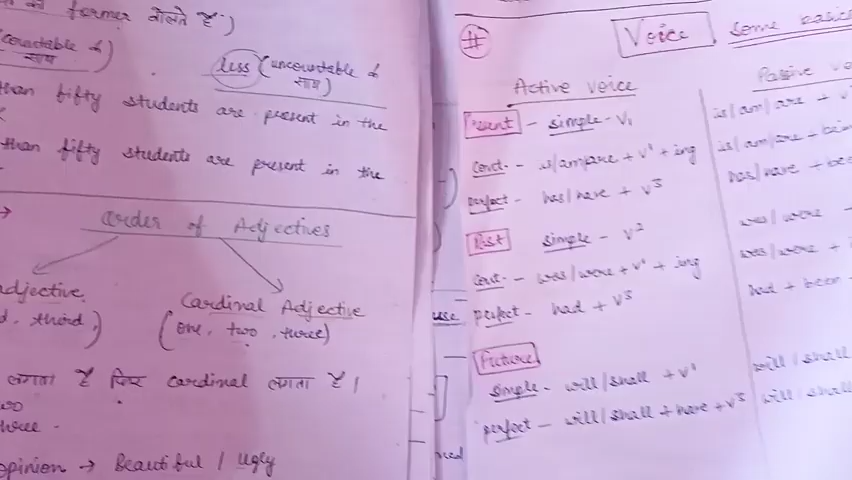 former बोलते हैं)
(countable के साथ)
less (uncountable के साथ)
than fifty students are present in the
than fifty students are present in the
Order of Adjectives
adjective
third)
Cardinal Adjective
(one, two, three)
लगता है फिर Cardinal लगता है।
opinion → Beautiful / Ugly
# Voice some basic
Active voice
Passive
Present - simple - V1
is/am/are +
Cont. - is/am/are + V1 + ing
is/am/are + bein
perfect - has/have + V3
has/have + bee
Past simple - V2
was/were
Cont. - was/were + V1 + ing
was/were +
perfect - had + V3
had + been
Future
simple - will/shall + V1
will/shall
perfect - will/shall + have + V3
will/shall